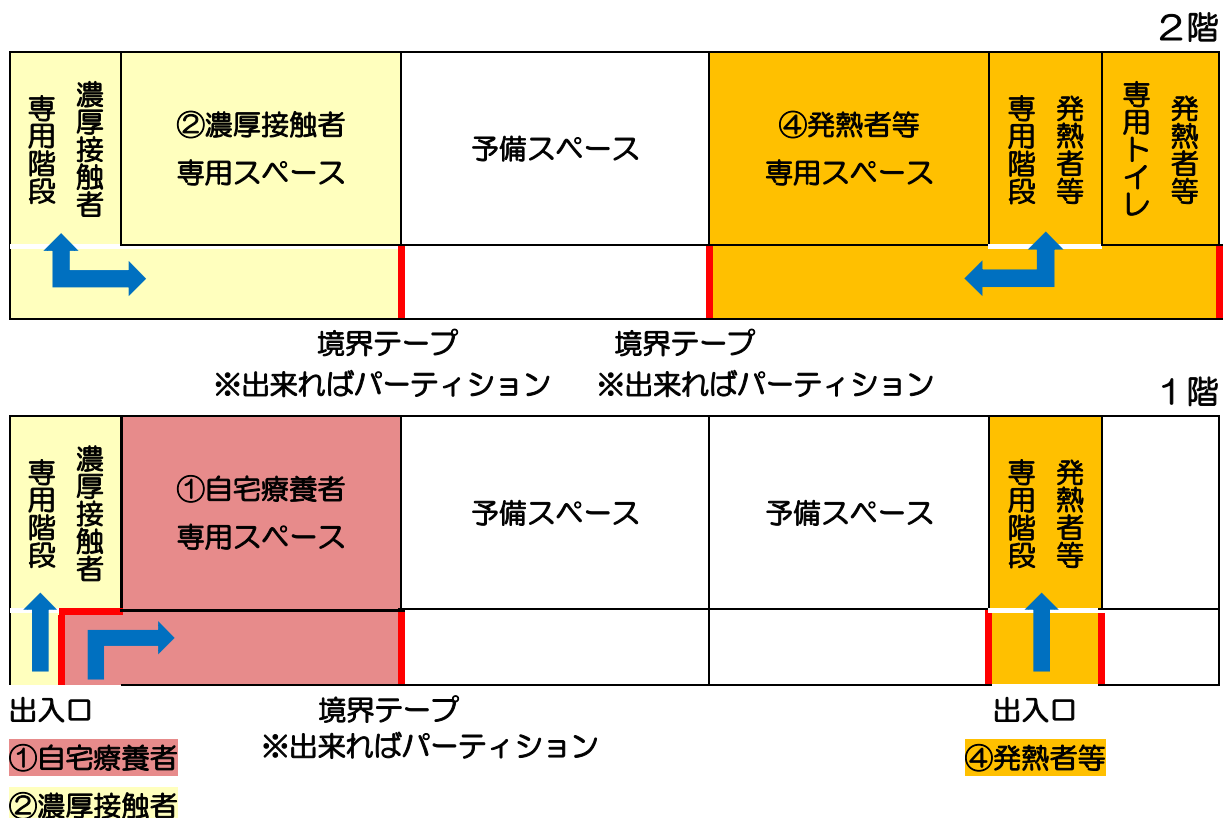 ２階
濃厚接触者
専用階段
②濃厚接触者
専用スペース
予備スペース
④発熱者等
専用スペース
発熱者等
専用階段
発熱者等
専用トイレ
境界テープ
※出来ればパーティション
境界テープ
※出来ればパーティション
１階
濃厚接触者
専用階段
①自宅療養者
専用スペース
予備スペース
予備スペース
発熱者等
専用階段
出入口
①自宅療養者
②濃厚接触者
境界テープ
※出来ればパーティション
出入口
④発熱者等